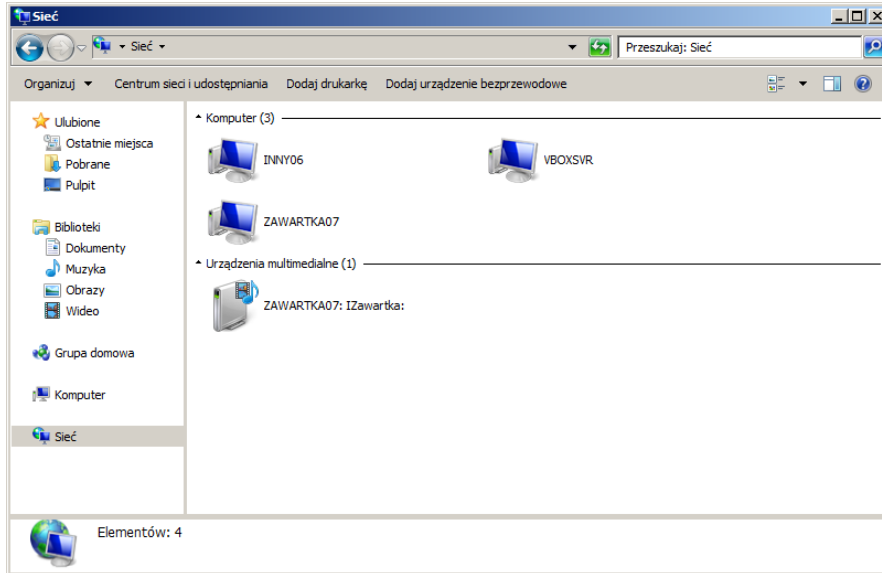 Sieć
Sieć
Przeszukaj: Sieć
Organizuj Centrum sieci i udostępniania Dodaj drukarkę Dodaj urządzenie bezprzewodowe
Ulubione
Ostatnie miejsca
Pobrane
Pulpit
Biblioteki
Dokumenty
Muzyka
Obrazy
Wideo
Grupa domowa
Komputer
Sieć
Komputer (3)
INNY06
VBOXSVR
ZAWARTKA07
Urządzenia multimedialne (1)
ZAWARTKA07: IZawartka:
Elementów: 4